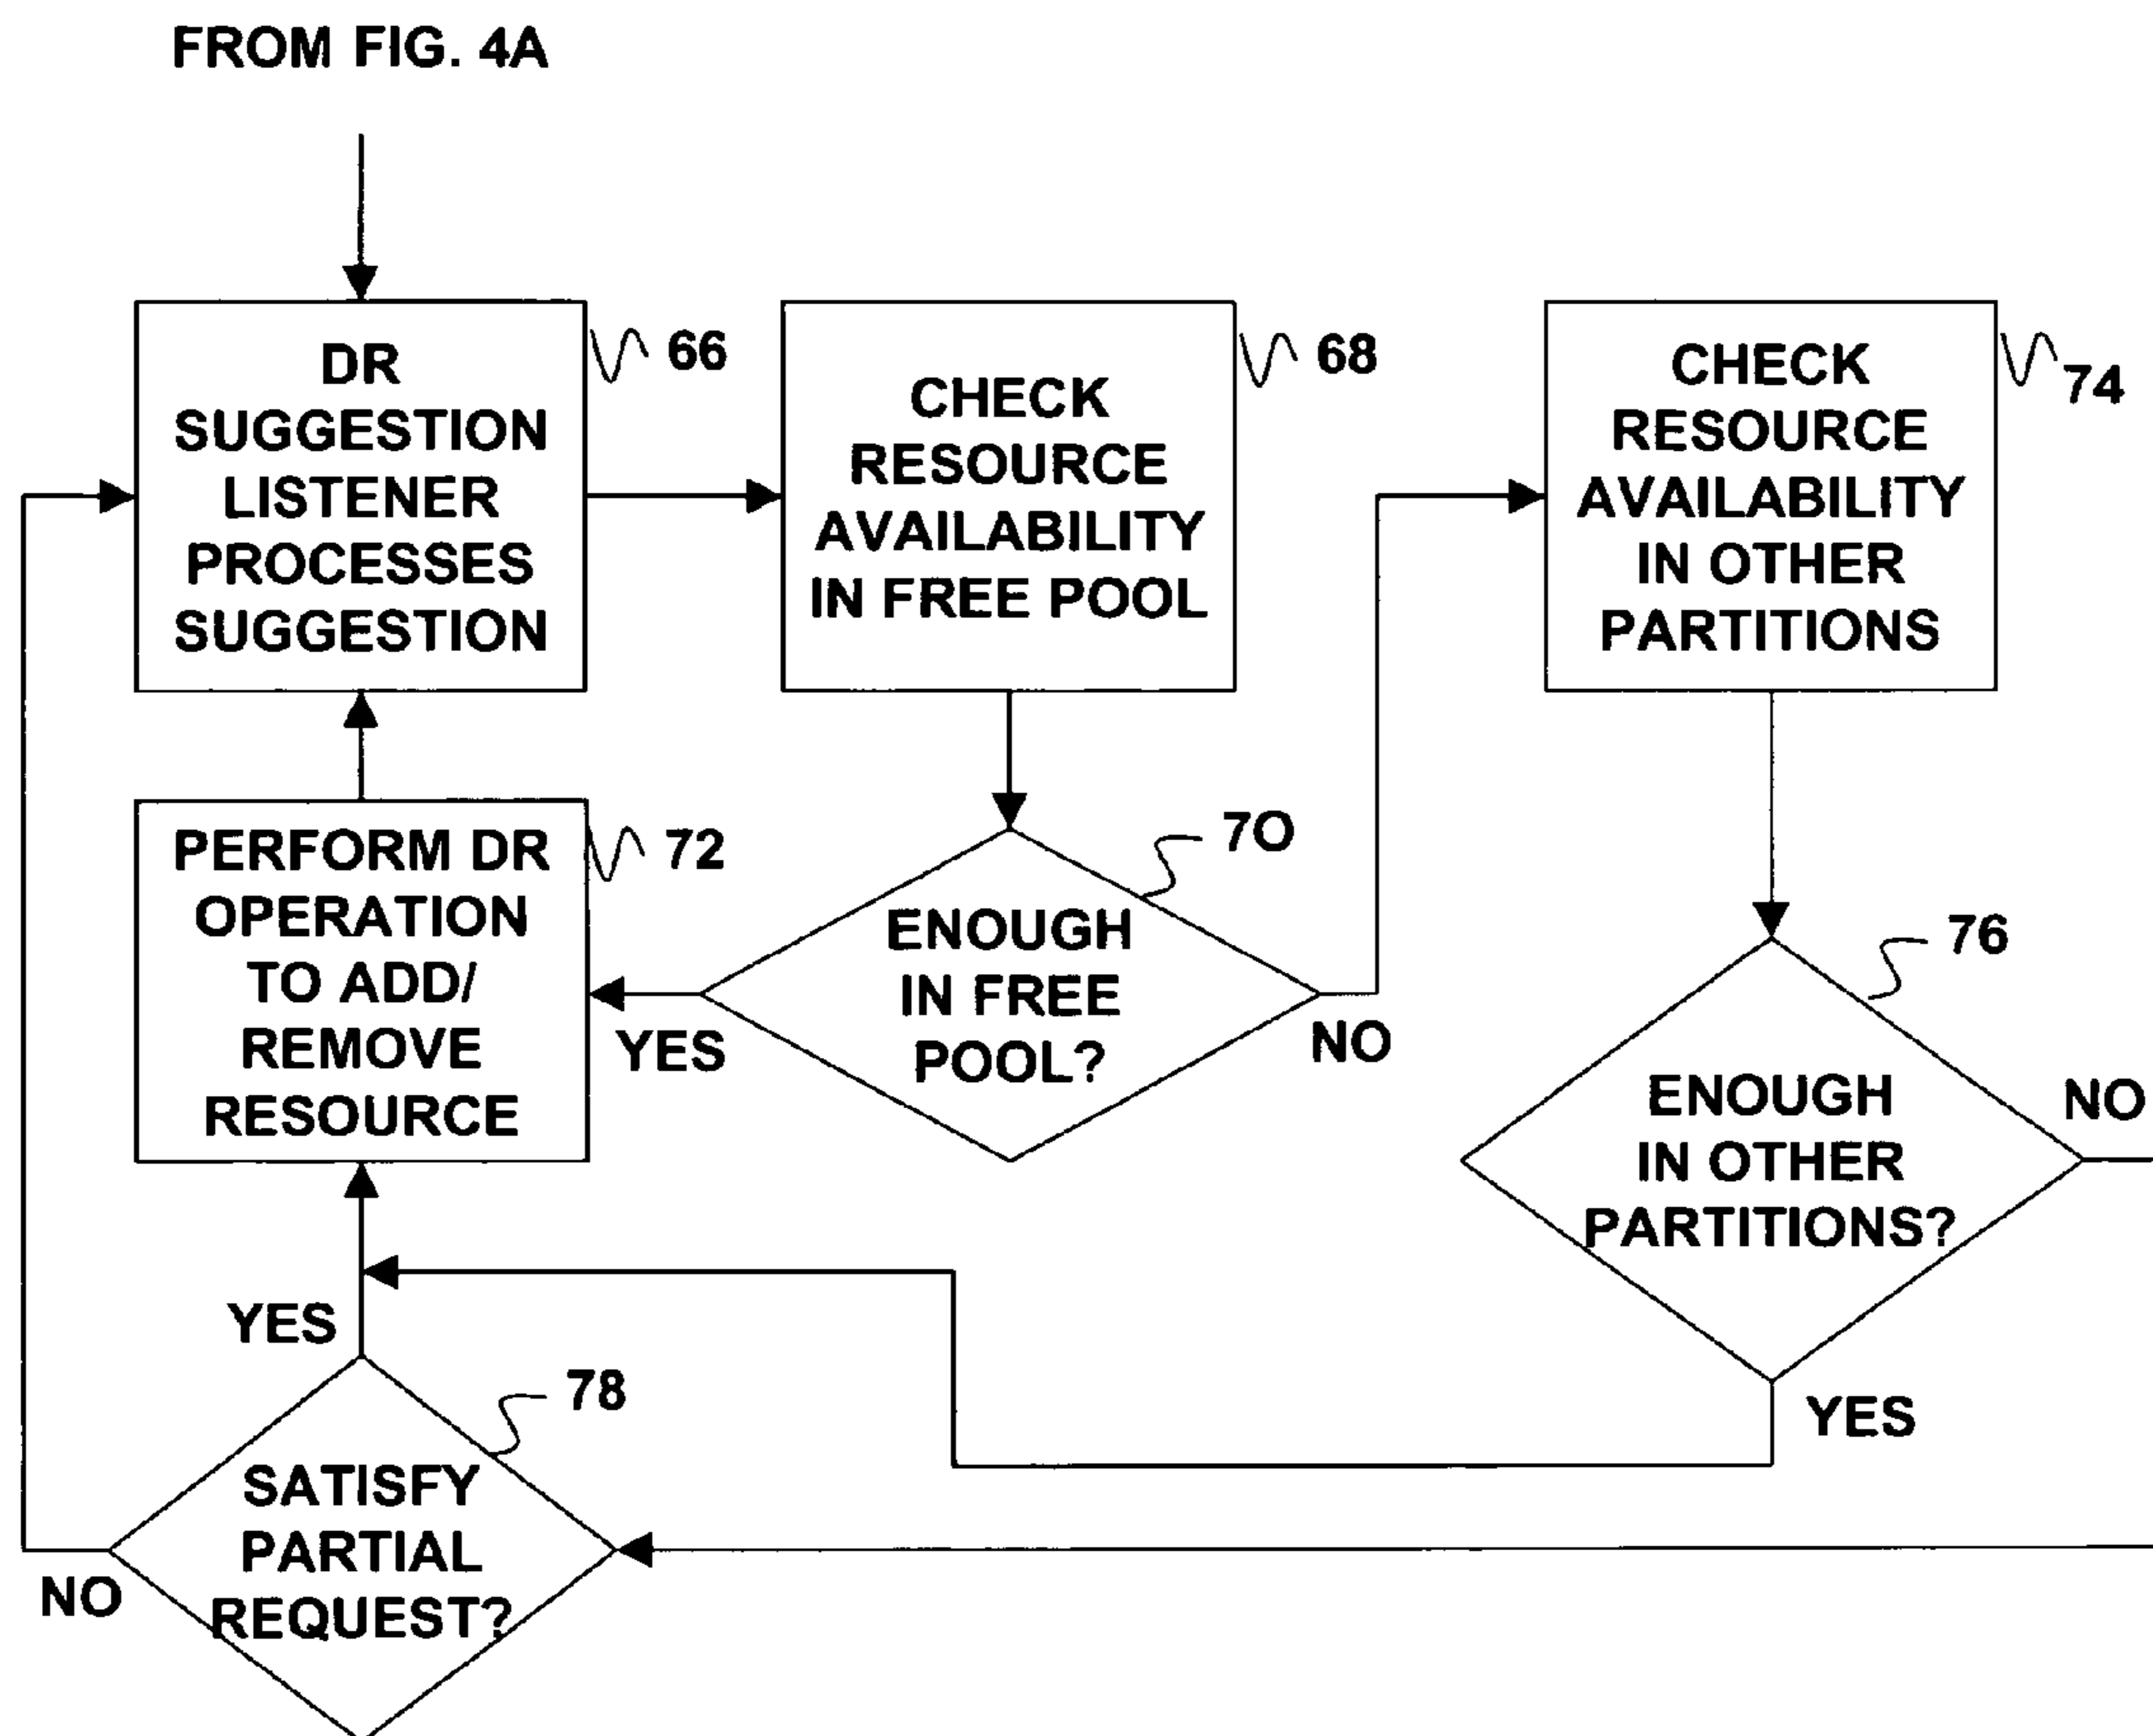 FROM FIG. 4A
DR
SUGGESTION
LISTENER
PROCESSES
SUGGESTION
66
CHECK
RESOURCE
AVAILABILITY
IN FREE POOL
68
CHECK
RESOURCE
AVAILABILITY
IN OTHER
PARTITIONS
74
PERFORM DR
OPERATION
TO ADD/
REMOVE
RESOURCE
72
YES
ENOUGH
IN FREE
POOL?
70
NO
ENOUGH
IN OTHER
PARTITIONS?
76
NO
YES
YES
SATISFY
PARTIAL
REQUEST?
78
NO